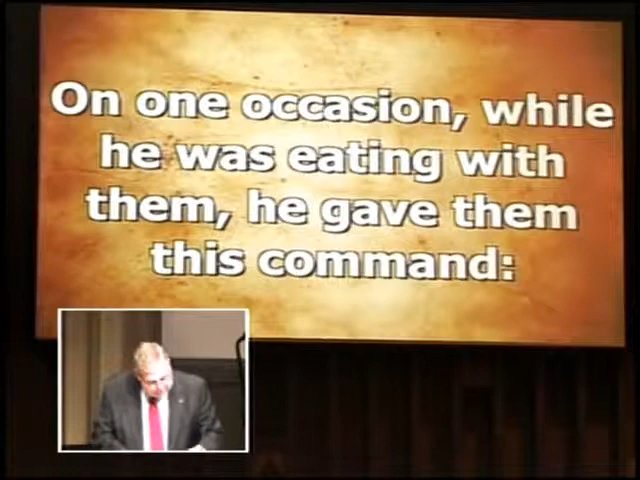 On one occasion, while
he was eating with
them, he gave them
this command: